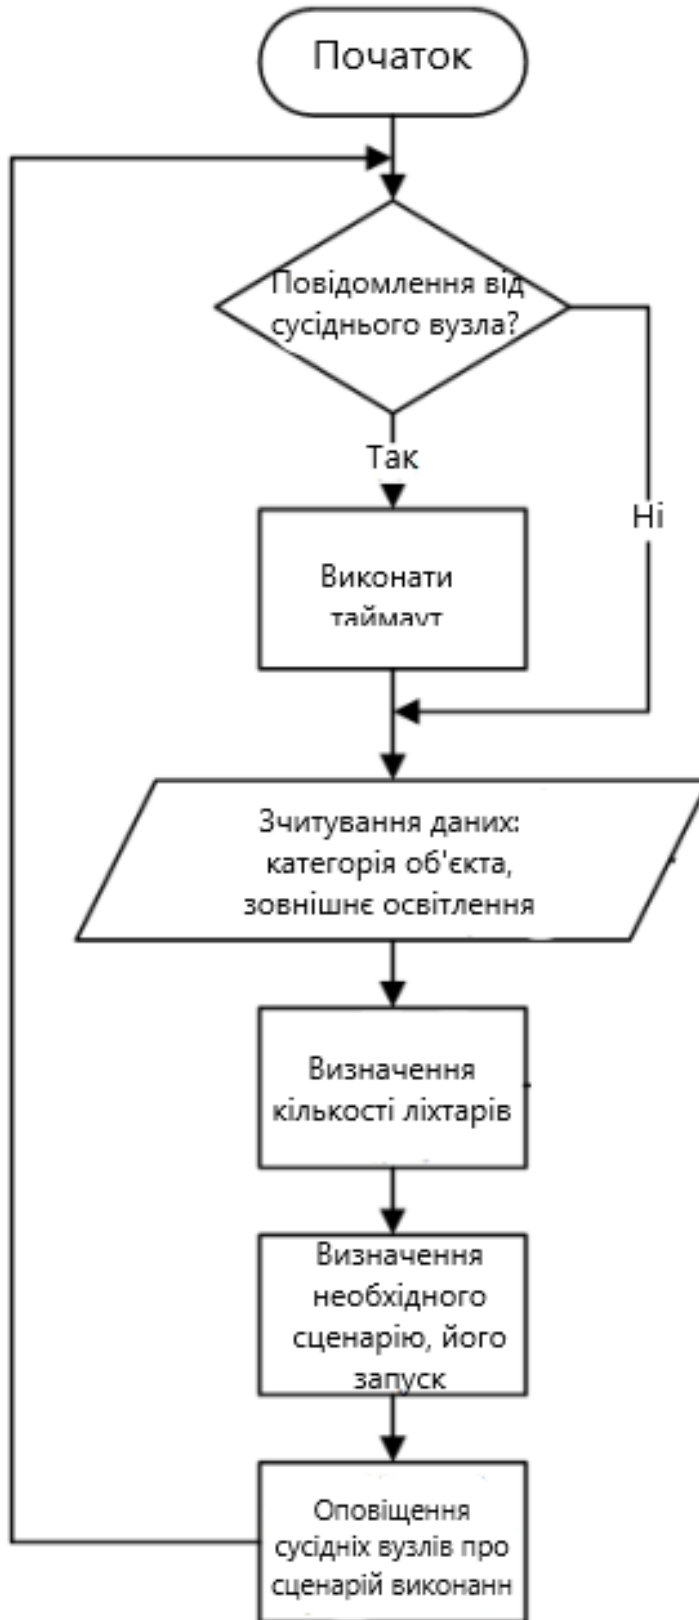 Початок
Повідомлення від
сусіднього вузла?
Так
Ні
Виконати
таймаут
Зчитування даних:
категорія об'єкта,
зовнішнє освітлення
Визначення
кількості ліхтарів
Визначення
необхідного
сценарію, його
запуск
Оповіщення
сусідніх вузлів про
сценарій виконанн